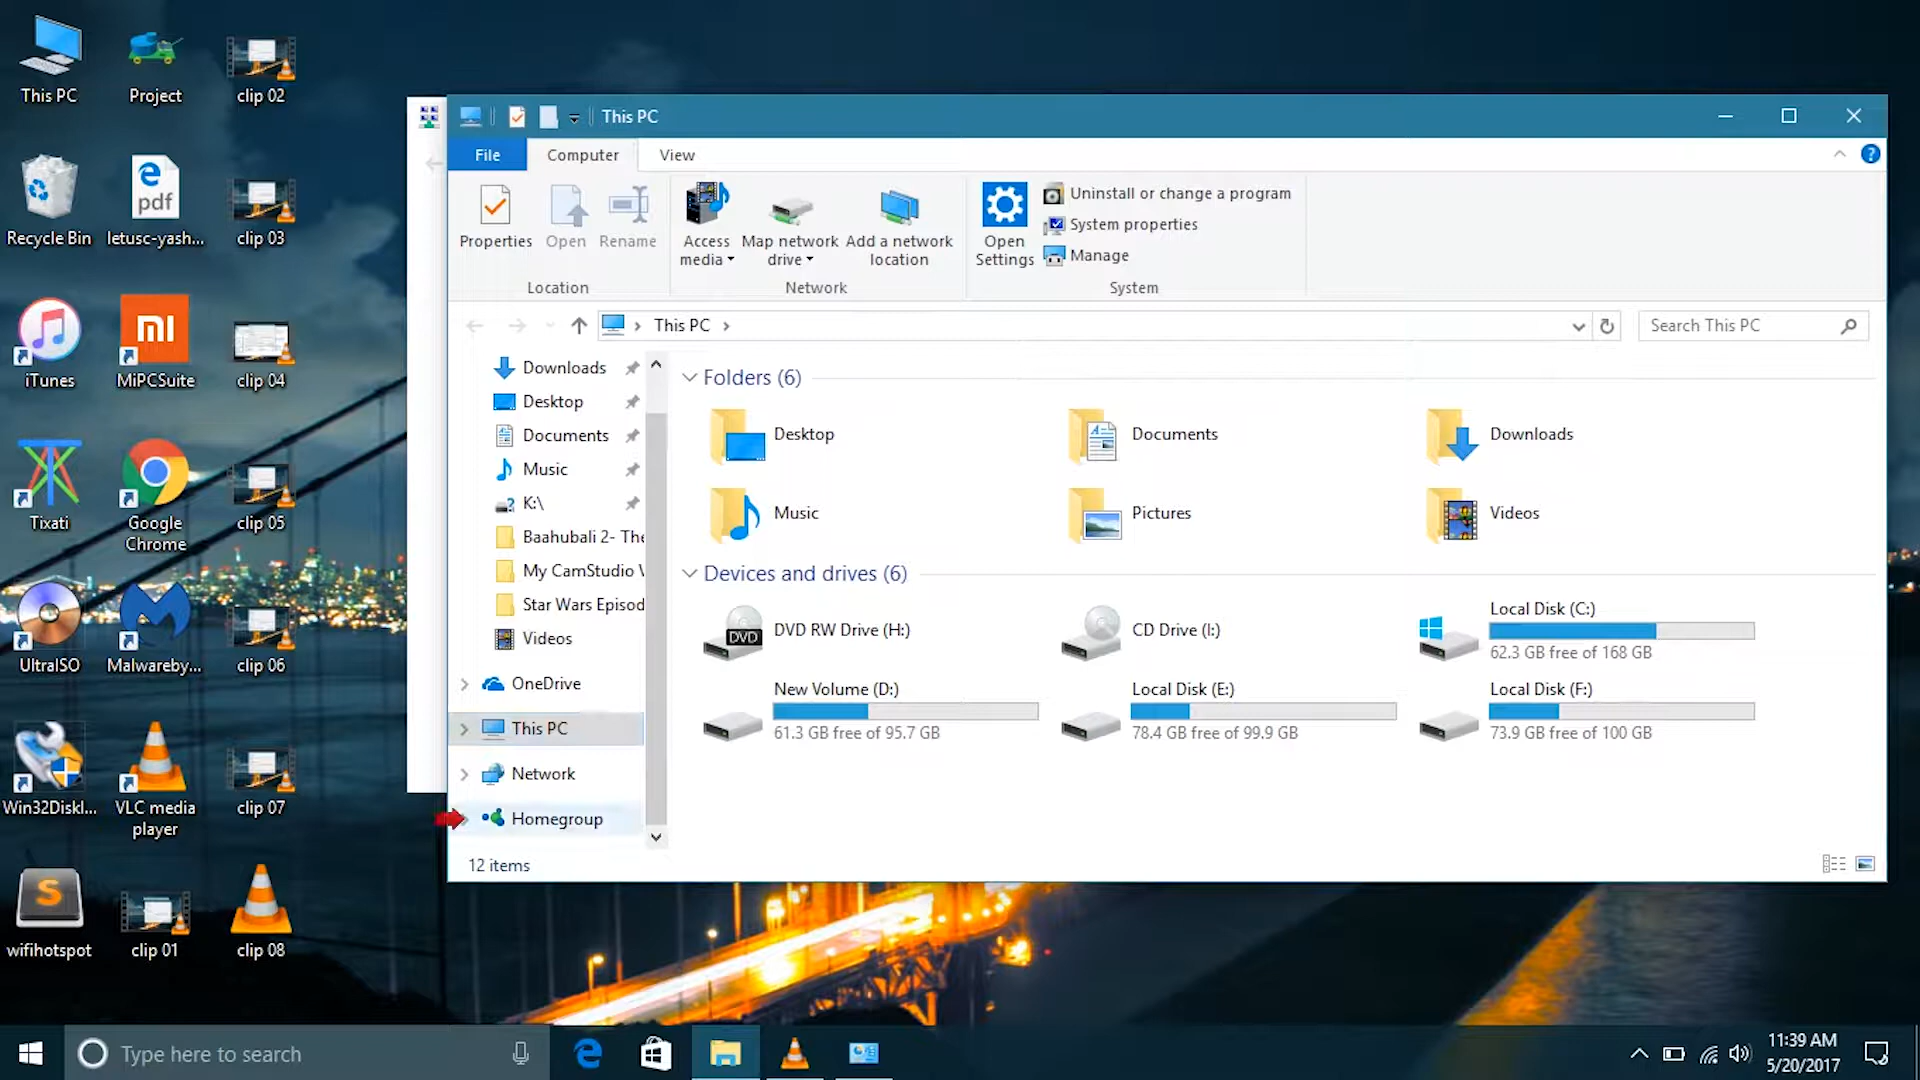 This PC
Project
clip 02
Recycle Bin
pdf
letusc-yash...
clip 03
iTunes
MiPCSuite
clip 04
Tixati
Google
Chrome
clip 05
UltraISO
Malwareby...
clip 06
Win32DiskI...
VLC media
player
clip 07
S
wifihotspot
clip 01
clip 08
This PC
File
Computer
View
Properties
Open
Rename
Access
media
Map network
drive
Add a network
location
Open
Settings
Uninstall or change a program
System properties
Manage
Location
Network
System
This PC
Search This PC
Downloads
Desktop
Documents
Music
K:\
Baahubali 2- The
My CamStudio V
Star Wars Episod
Videos
OneDrive
This PC
Network
Homegroup
Folders (6)
Desktop
Documents
Downloads
Music
Pictures
Videos
Devices and drives (6)
DVD
DVD RW Drive (H:)
CD Drive (I:)
Local Disk (C:)
62.3 GB free of 168 GB
New Volume (D:)
61.3 GB free of 95.7 GB
Local Disk (E:)
78.4 GB free of 99.9 GB
Local Disk (F:)
73.9 GB free of 100 GB
12 items
Type here to search
11:39 AM
5/20/2017